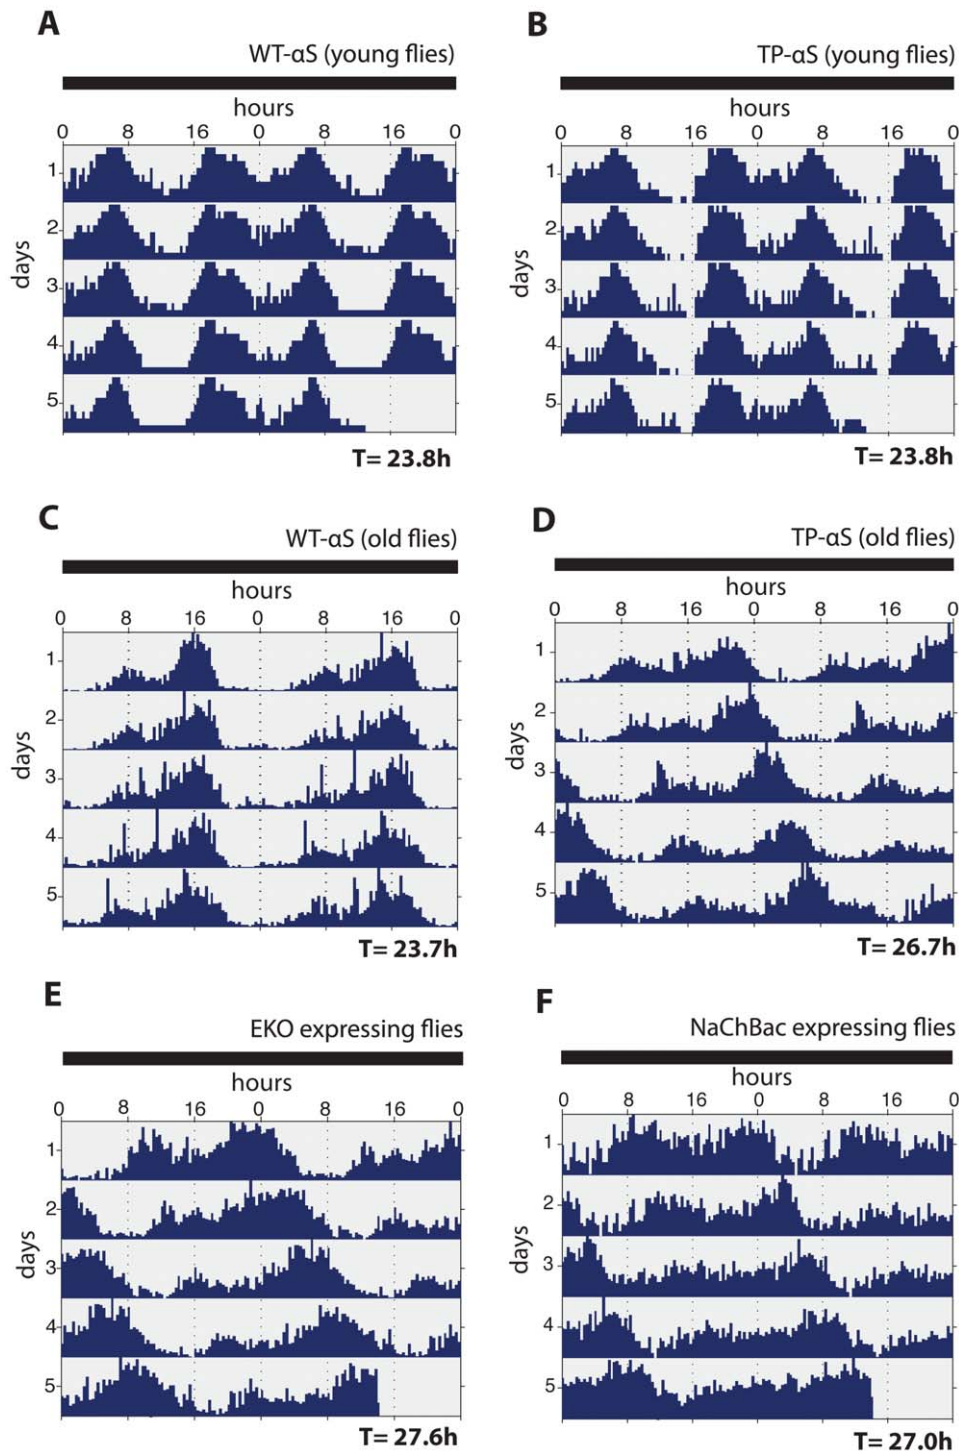 A
WT-αS (young flies)
hours
0 8 16 0 8 16 0
days
1
2
3
4
5
T= 23.8h
B
TP-αS (young flies)
hours
0 8 16 0 8 16 0
days
1
2
3
4
5
T= 23.8h
C
WT-αS (old flies)
hours
0 8 16 0 8 16 0
days
1
2
3
4
5
T= 23.7h
D
TP-αS (old flies)
hours
0 8 16 0 8 16 0
days
1
2
3
4
5
T= 26.7h
E
EKO expressing flies
hours
0 8 16 0 8 16 0
days
1
2
3
4
5
T= 27.6h
F
NaChBac expressing flies
hours
0 8 16 0 8 16 0
days
1
2
3
4
5
T= 27.0h